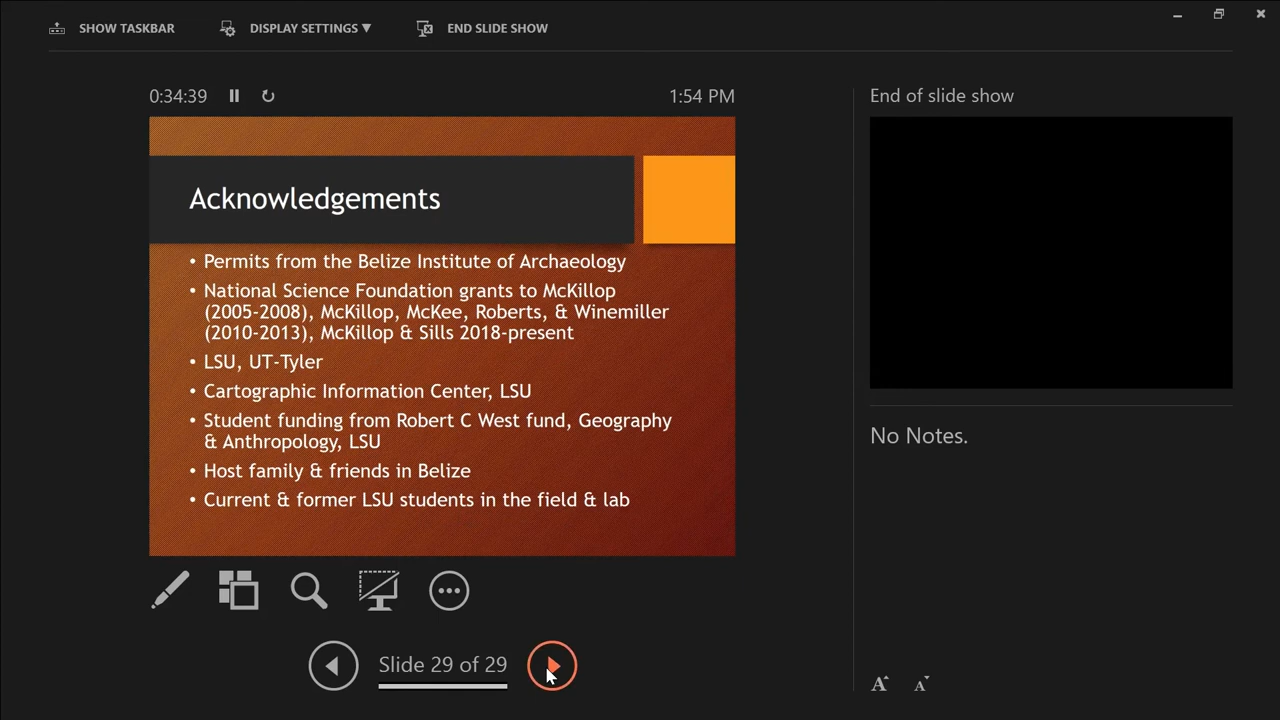 SHOW TASKBAR
DISPLAY SETTINGS ▼
END SLIDE SHOW
0:34:39
1:54 PM
End of slide show
Acknowledgements
• Permits from the Belize Institute of Archaeology
• National Science Foundation grants to McKillop
(2005-2008), McKillop, McKee, Roberts, & Winemiller
(2010-2013), McKillop & Sills 2018-present
• LSU, UT-Tyler
• Cartographic Information Center, LSU
• Student funding from Robert C West fund, Geography
& Anthropology, LSU
• Host family & friends in Belize
• Current & former LSU students in the field & lab
No Notes.
Slide 29 of 29
A A